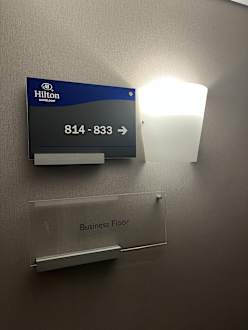 Hilton
814 - 833 →
Business Floor